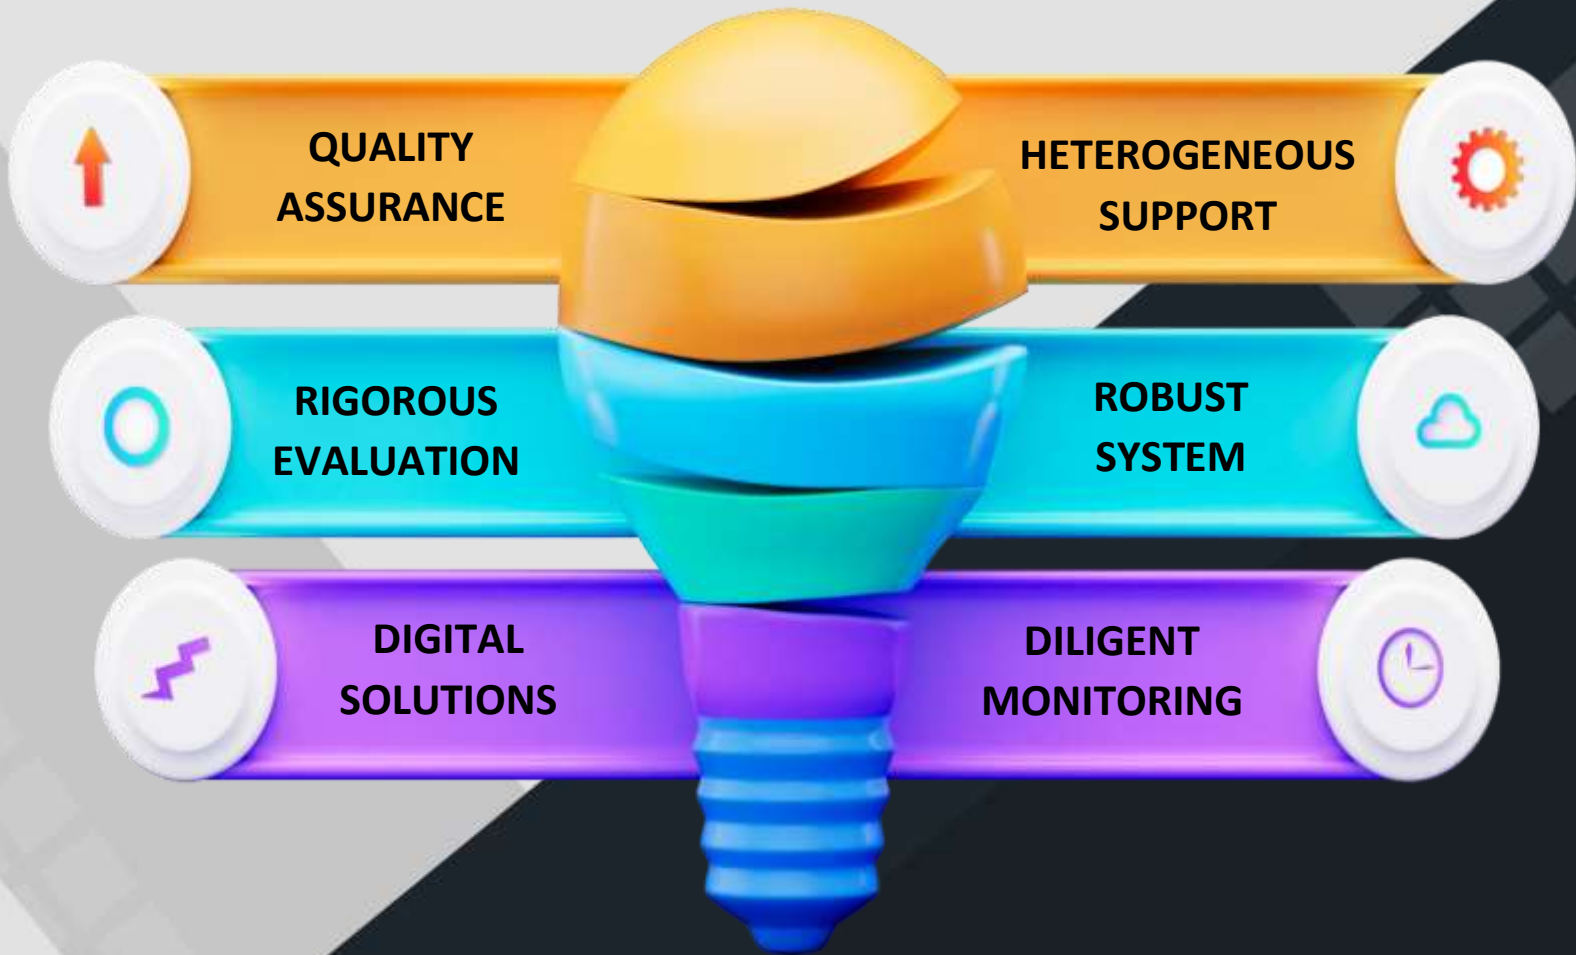 QUALITY
ASSURANCE
HETEROGENEOUS
SUPPORT
RIGOROUS
EVALUATION
ROBUST
SYSTEM
DIGITAL
SOLUTIONS
DILIGENT
MONITORING